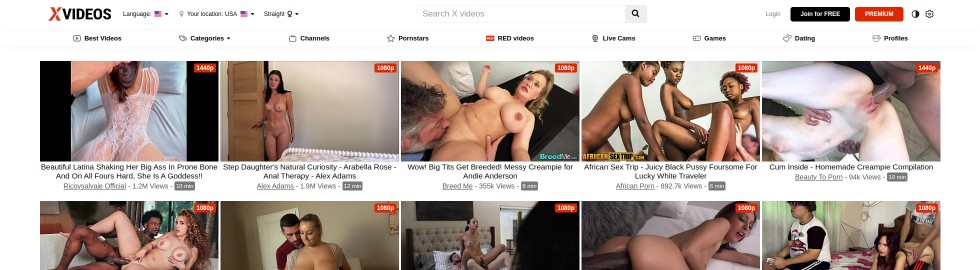 XVIDEOS
Language:
Your location: USA
Straight
Search X videos
Login
Join for FREE
PREMIUM
Best Videos
Categories
Channels
Pornstars
RED videos
Live Cams
Games
Dating
Profiles
1440p
1080p
1080p
1080p
1440p
BreedMe
AFRICANSEXTRIP.COM
Beautiful Latina Shaking Her Big Ass In Prone Bone
And On All Fours Hard, She Is A Goddess!!
Ricoysalvaje Official - 1.2M Views - 10 min
Step Daughter's Natural Curiosity - Arabella Rose -
Anal Therapy - Alex Adams
Alex Adams - 1.9M Views - 12 min
Wow! Big Tits Get Breeded! Messy Creampie for
Andie Anderson
Breed Me - 355k Views - 8 min
African Sex Trip - Juicy Black Pussy Foursome For
Lucky White Traveler
African Porn - 892.7k Views - 6 min
Cum Inside - Homemade Creampie Compilation
Beauty To Porn - 94k Views - 10 min
1080p
1080p
1080p
1080p
1080p